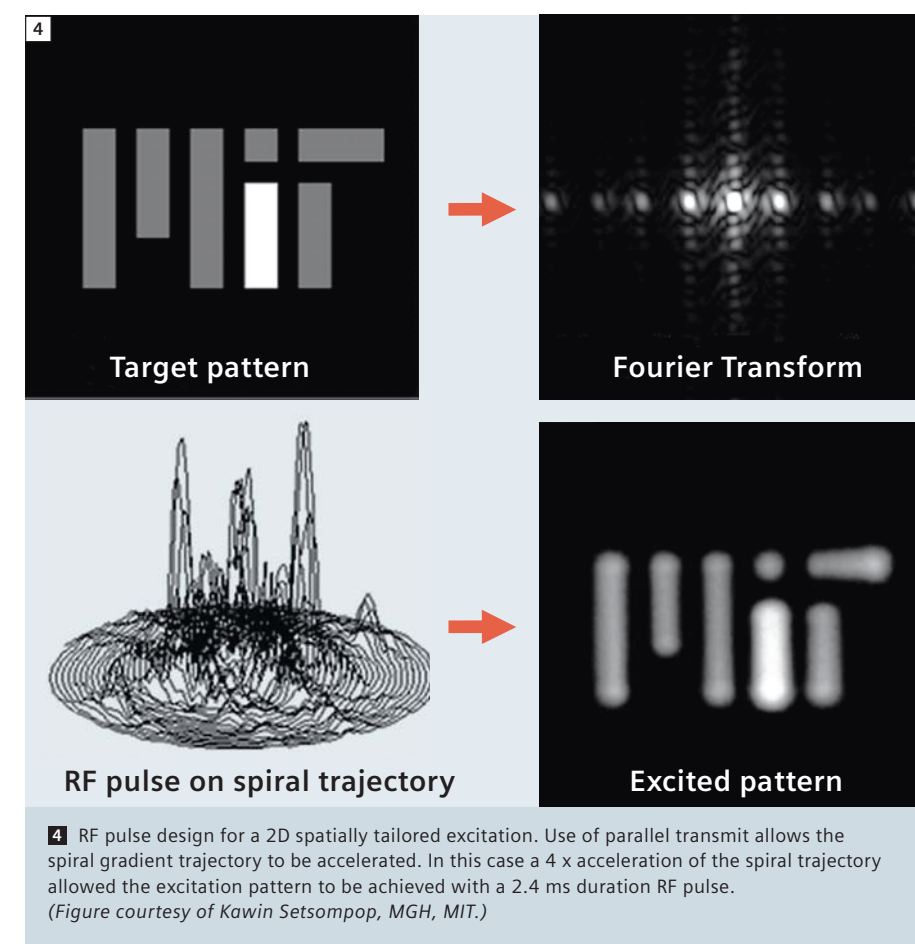 4
Target pattern
Fourier Transform
RF pulse on spiral trajectory
Excited pattern
4 RF pulse design for a 2D spatially tailored excitation. Use of parallel transmit allows the
spiral gradient trajectory to be accelerated. In this case a 4 x acceleration of the spiral trajectory
allowed the excitation pattern to be achieved with a 2.4 ms duration RF pulse.
(Figure courtesy of Kawin Setsompop, MGH, MIT.)